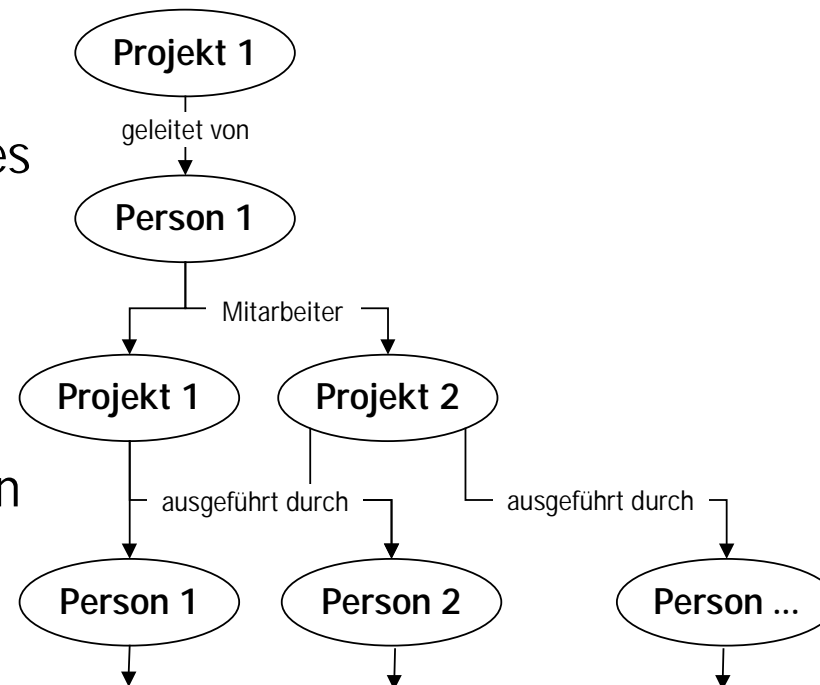 Projekt 1
geleitet von
es
Person 1
Mitarbeiter
Projekt 1
Projekt 2
n
ausgeführt durch
ausgeführt durch
Person 1
Person 2
Person ...